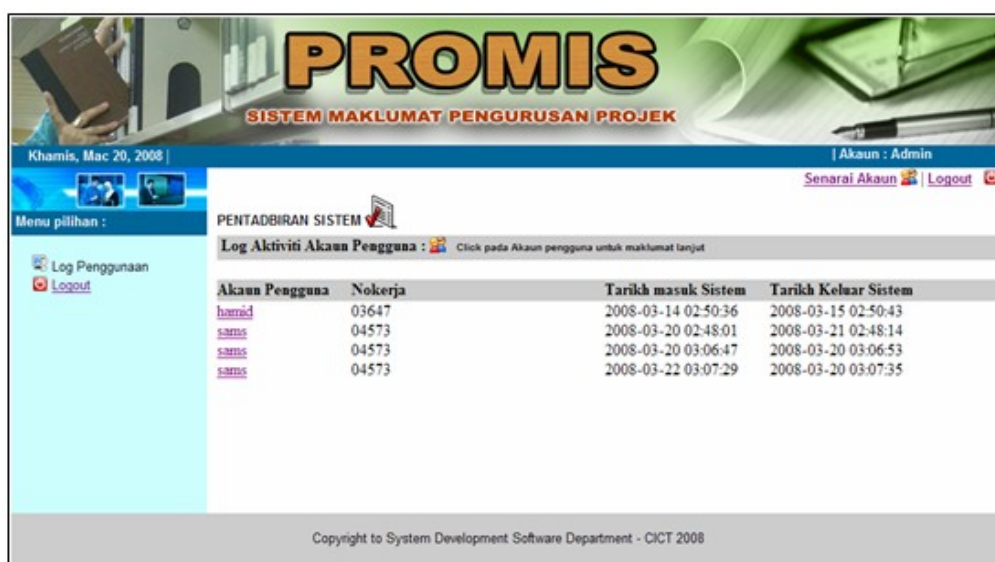 PROMIS
SISTEM MAKLUMAT PENGURUSAN PROJEK
Khamis, Mac 20, 2008 | | Akaun : Admin
Senarai Akaun | Logout
Menu pilihan :
PENTADBIRAN SISTEM
Log Aktiviti Akaun Pengguna : Click pada Akaun pengguna untuk maklumat lanjut
Log Penggunaan
Logout
Akaun Pengguna Nokerja Tarikh masuk Sistem Tarikh Keluar Sistem
hamid 03647 2008-03-14 02:50:36 2008-03-15 02:50:43
sams 04573 2008-03-20 02:48:01 2008-03-21 02:48:14
sams 04573 2008-03-20 03:06:47 2008-03-20 03:06:53
sams 04573 2008-03-22 03:07:29 2008-03-20 03:07:35
Copyright to System Development Software Department - CICT 2008